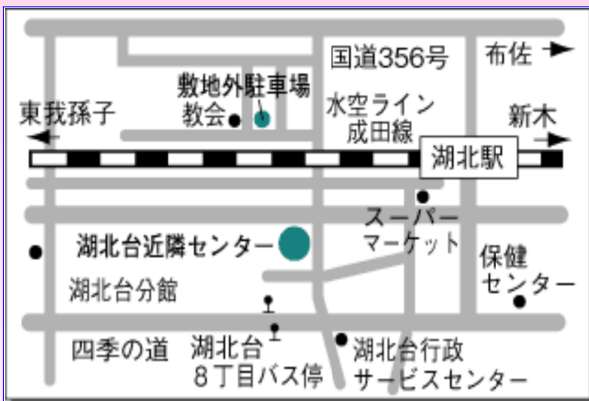 国道356号
布佐
敷地外駐車場
教会
水空ライン
成田線
東我孫子
新木
湖北駅
スーパー
マーケット
湖北台近隣センター
保健
センター
湖北台分館
四季の道
湖北台
8丁目バス停
湖北台行政
サービスセンター